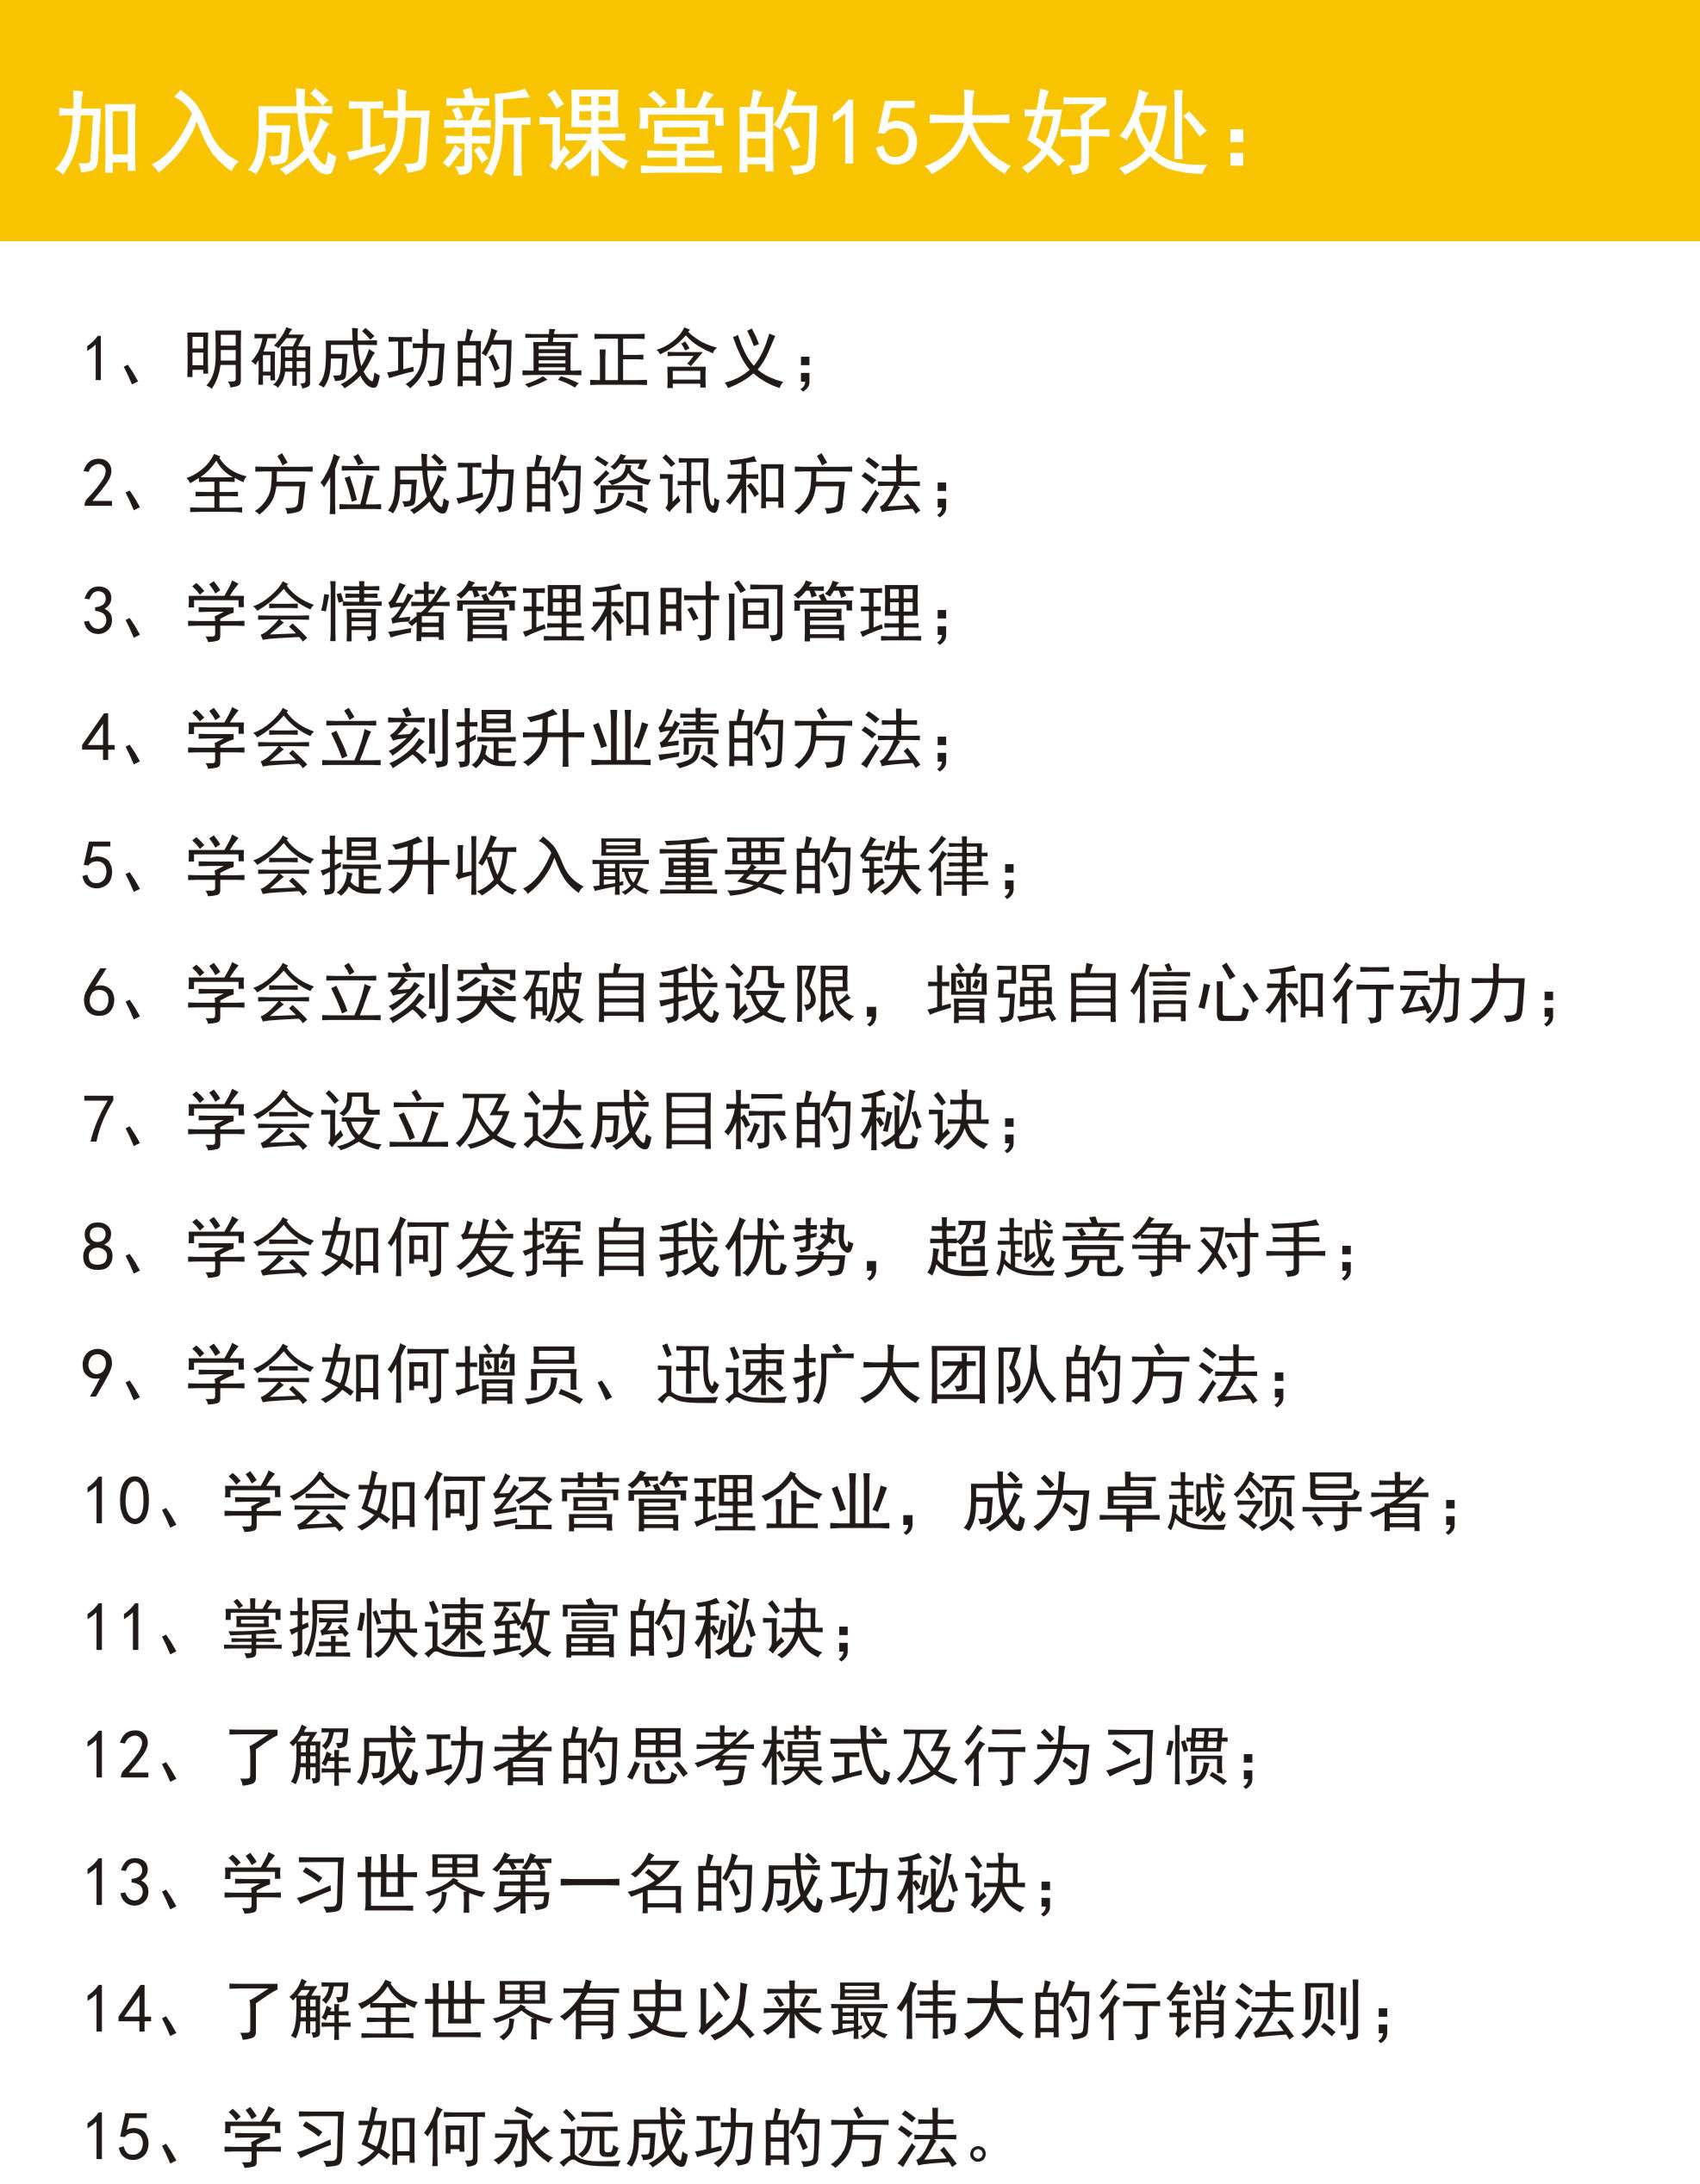 加入成功新课堂的15大好处：
1、明确成功的真正含义；
2、全方位成功的资讯和方法；
3、学会情绪管理和时间管理；
4、学会立刻提升业绩的方法；
5、学会提升收入最重要的铁律；
6、学会立刻突破自我设限，增强自信心和行动力；
7、学会设立及达成目标的秘诀；
8、学会如何发挥自我优势，超越竞争对手；
9、学会如何增员、迅速扩大团队的方法；
10、学会如何经营管理企业，成为卓越领导者；
11、掌握快速致富的秘诀；
12、了解成功者的思考模式及行为习惯；
13、学习世界第一名的成功秘诀；
14、了解全世界有史以来最伟大的行销法则；
15、学习如何永远成功的方法。